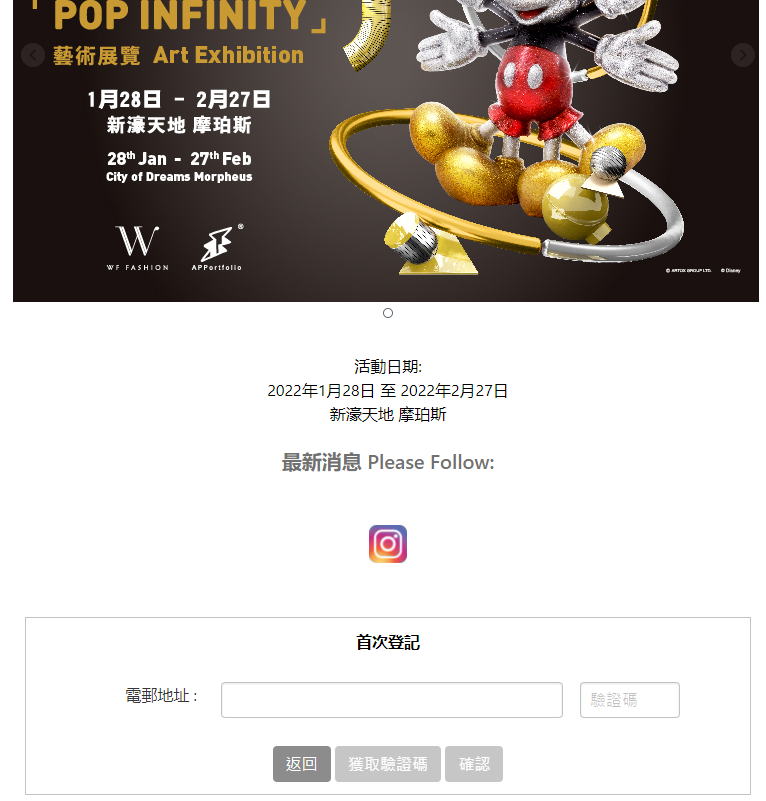 「POP INFINITY」
藝術展覽 Art Exhibition
1月28日 - 2月27日
新濠天地 摩珀斯
28th Jan - 27th Feb
City of Dreams Morpheus
W
WF FASHION
®
APPortfolio
© ARTOX GROUP LTD. © Disney
活動日期:
2022年1月28日 至 2022年2月27日
新濠天地 摩珀斯
最新消息 Please Follow:
首次登記
電郵地址 :
驗證碼
返回 獲取驗證碼 確認